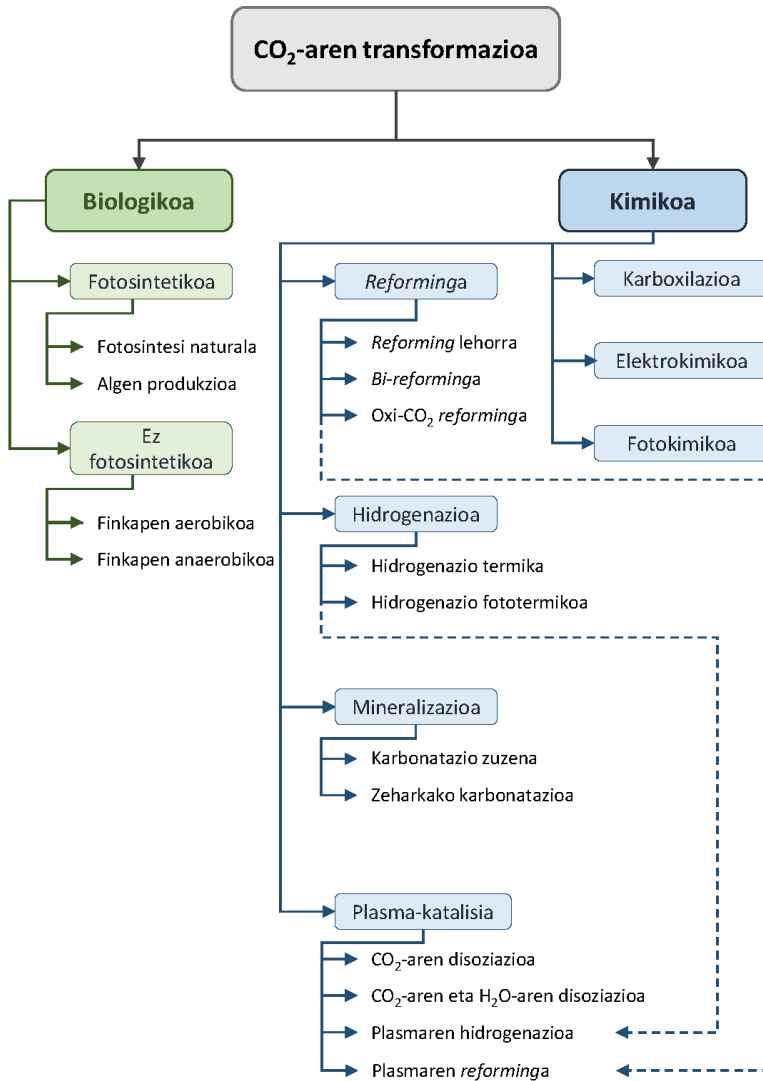 CO₂-aren transformazioa
Biologikoa
Kimikoa
Fotosintetikoa
Fotosintesi naturala
Algen produkzioa
Ez
fotosintetikoa
Finkapen aerobikoa
Finkapen anaerobikoa
Reforminga
Reforming lehorra
Bi-reforminga
Oxi-CO₂ reforminga
Karboxilazioa
Elektrokimikoa
Fotokimikoa
Hidrogenazioa
Hidrogenazio termika
Hidrogenazio fototermikoa
Mineralizazioa
Karbonatazio zuzena
Zeharkako karbonatazioa
Plasma-katalisia
CO₂-aren disoziazioa
CO₂-aren eta H₂O-aren disoziazioa
Plasmaren hidrogenazioa
Plasmaren reforminga